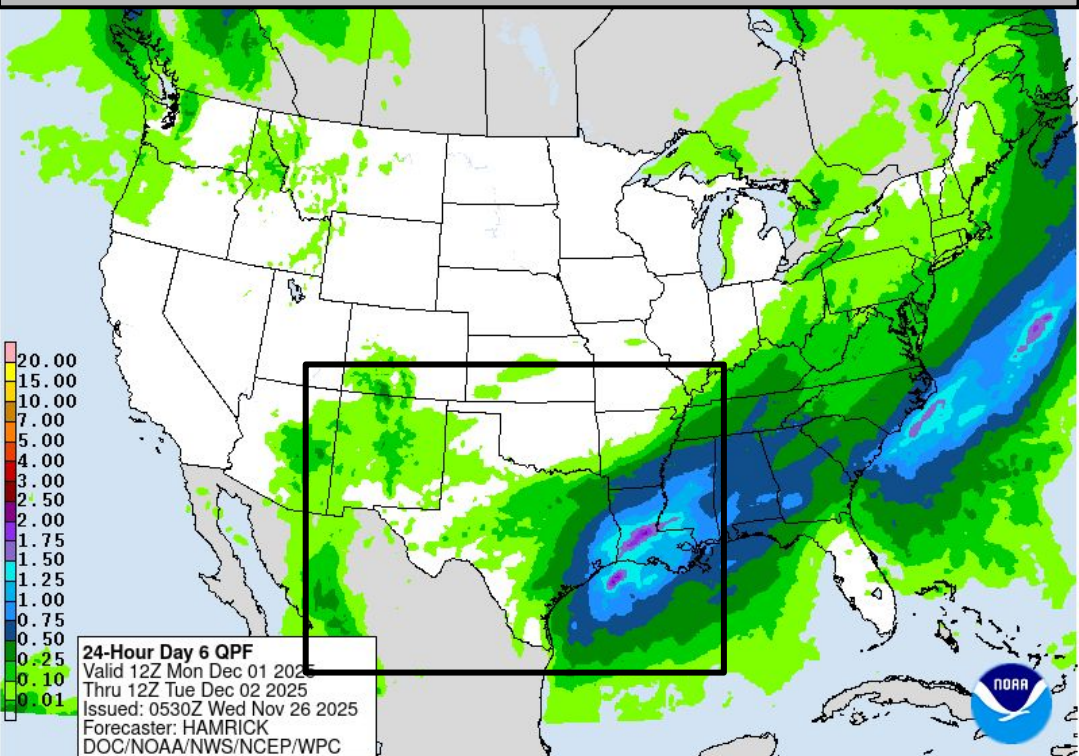 20.00
15.00
10.00
7.00
5.00
4.00
3.00
2.50
2.00
1.75
1.50
1.25
1.00
0.75
0.50
0.25
0.10
0.01
24-Hour Day 6 QPF
Valid 12Z Mon Dec 01 2025
Thru 12Z Tue Dec 02 2025
Issued: 0530Z Wed Nov 26 2025
Forecaster: HAMRICK
DOC/NOAA/NWS/NCEP/WPC
NOAA